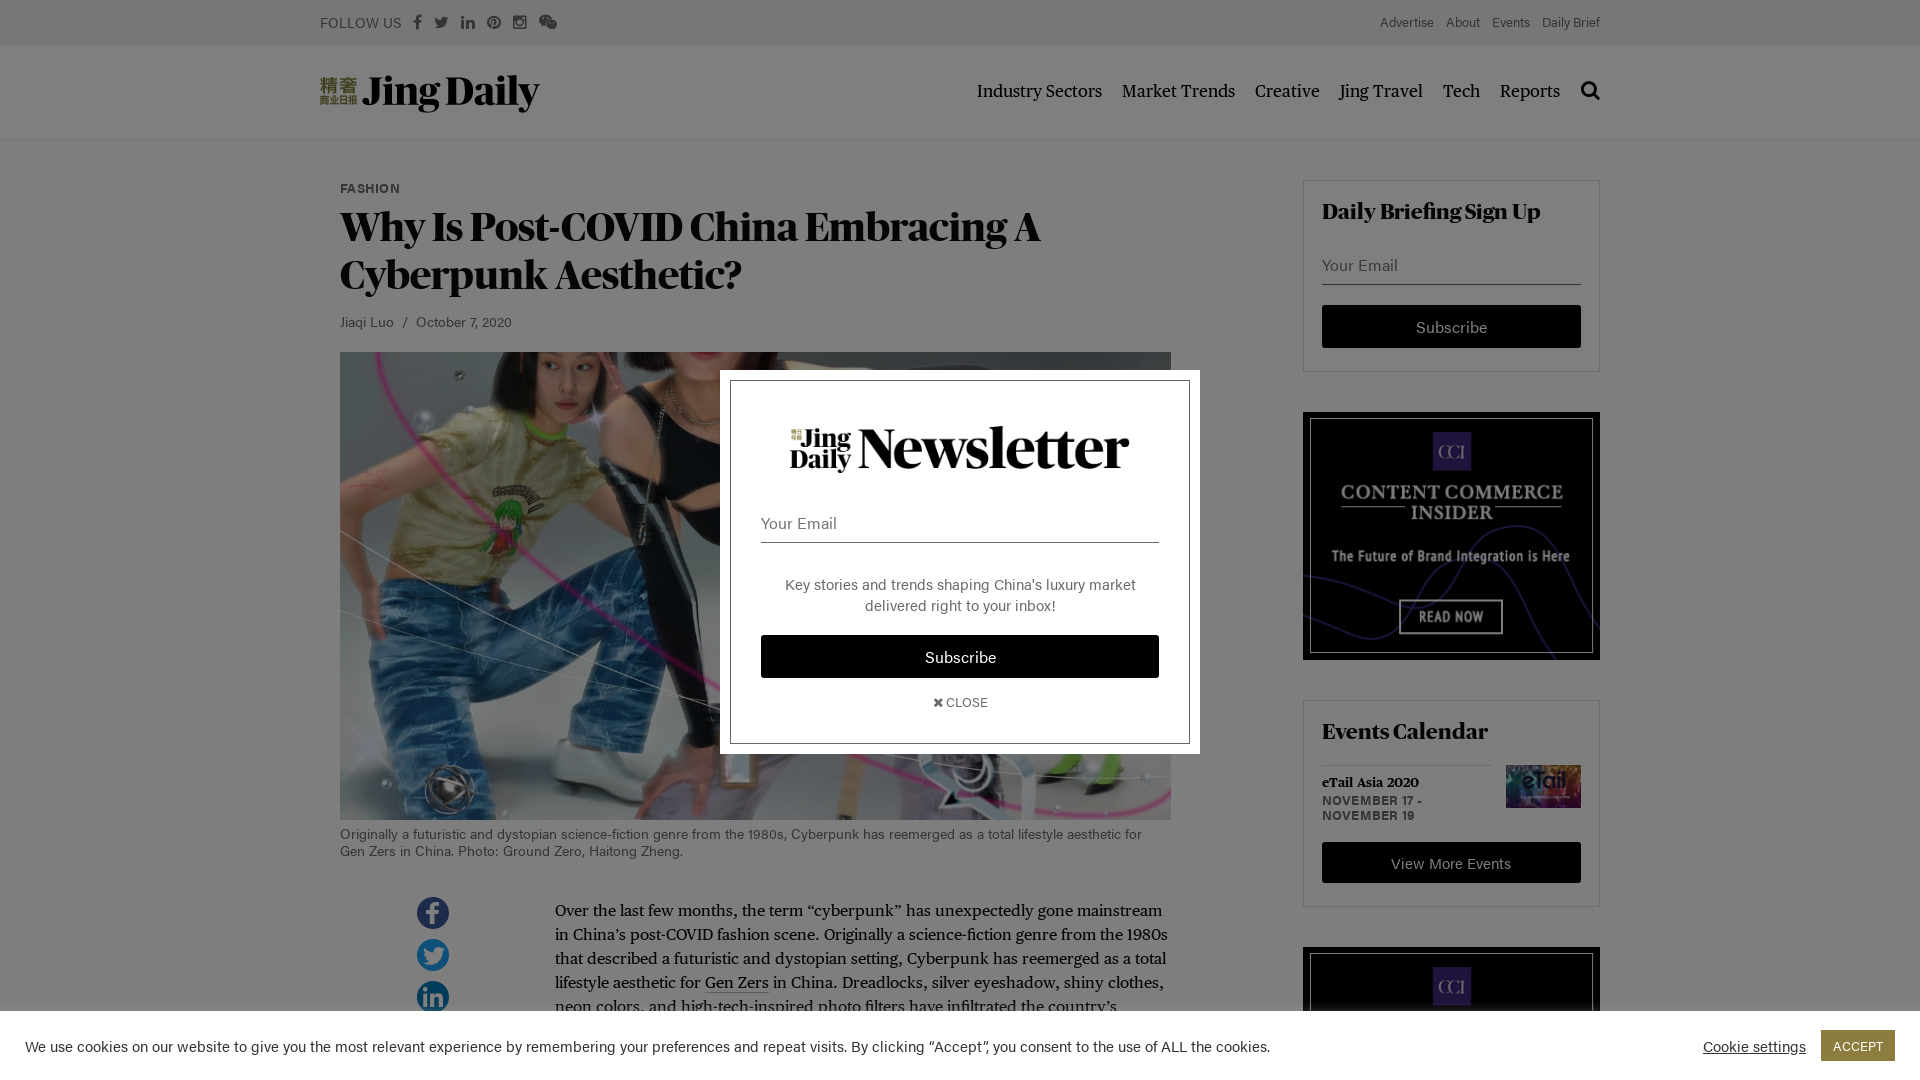 FOLLOW US
Advertise About Events Daily Brief
精奢
商业日报
Jing Daily
Industry Sectors Market Trends Creative Jing Travel Tech Reports
FASHION
Why Is Post-COVID China Embracing A
Cyberpunk Aesthetic?
Jiaqi Luo / October 7, 2020
Originally a futuristic and dystopian science-fiction genre from the 1980s, Cyberpunk has reemerged as a total lifestyle aesthetic for
Gen Zers in China. Photo: Ground Zero, Haitong Zheng.
Over the last few months, the term “cyberpunk” has unexpectedly gone mainstream
in China’s post-COVID fashion scene. Originally a science-fiction genre from the 1980s
that described a futuristic and dystopian setting, Cyberpunk has reemerged as a total
lifestyle aesthetic for Gen Zers in China. Dreadlocks, silver eyeshadow, shiny clothes,
neon colors, and high-tech-inspired photo filters have infiltrated the country’s
Jing
Daily
Newsletter
Your Email
Key stories and trends shaping China's luxury market
delivered right to your inbox!
Subscribe
✖ CLOSE
Daily Briefing Sign Up
Your Email
Subscribe
CCI
CONTENT COMMERCE
INSIDER
The Future of Brand Integration is Here
READ NOW
Events Calendar
eTail Asia 2020
NOVEMBER 17 -
NOVEMBER 19
eTail
View More Events
CCI
We use cookies on our website to give you the most relevant experience by remembering your preferences and repeat visits. By clicking “Accept”, you consent to the use of ALL the cookies.
Cookie settings
ACCEPT